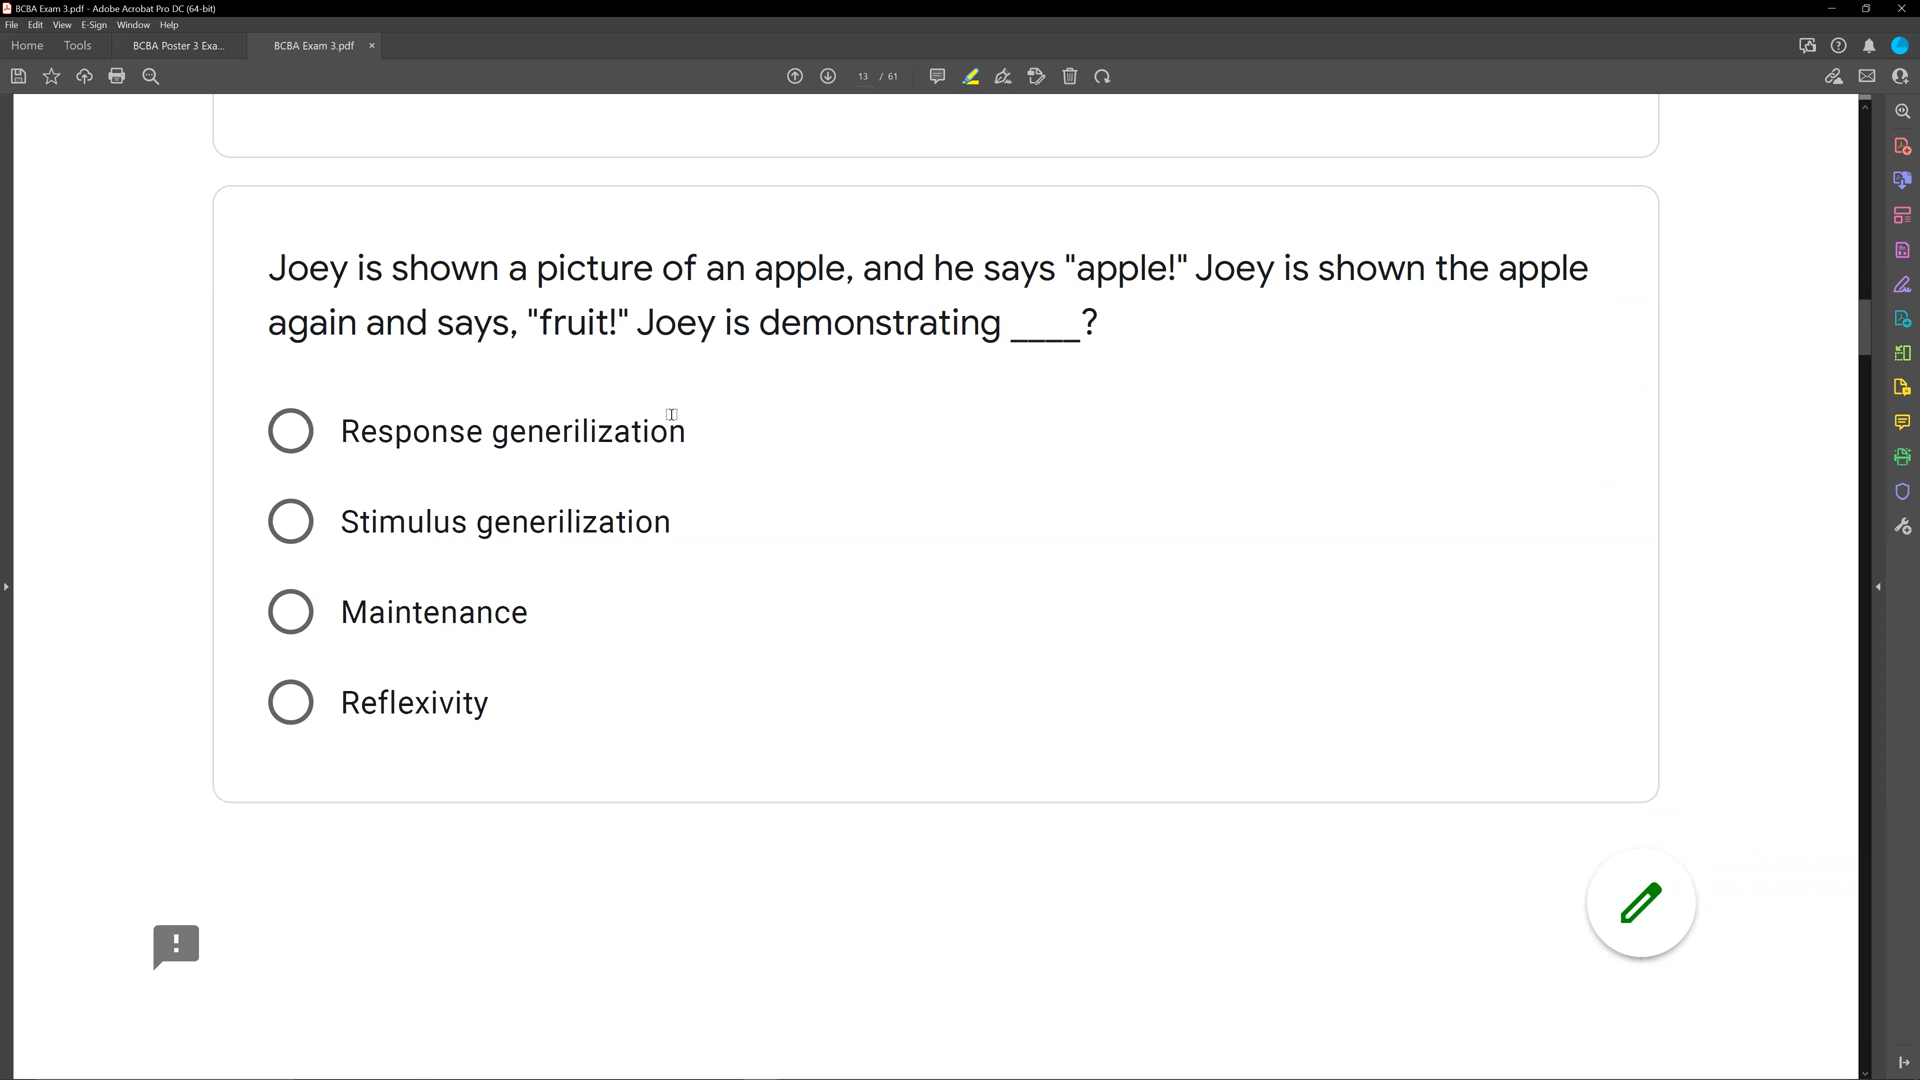 BCBA Exam 3.pdf - Adobe Acrobat Pro DC (64-bit)
File Edit View E-Sign Window Help
Home Tools BCBA Poster 3 Exa... BCBA Exam 3.pdf ×
13 / 61
Joey is shown a picture of an apple, and he says "apple!" Joey is shown the apple
again and says, "fruit!" Joey is demonstrating ____?
Response generilization
Stimulus generilization
Maintenance
Reflexivity